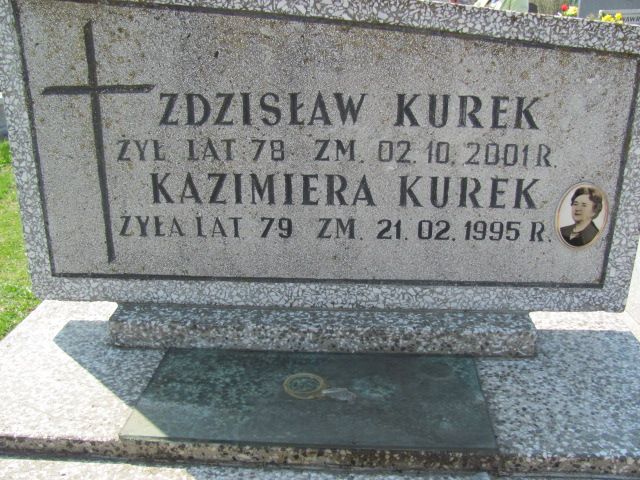 ZDZISŁAW KUREK
ŻYŁ LAT 78 ZM. 02.10.2001 R.
KAZIMIERA KUREK
ŻYŁA LAT 79 ZM. 21.02.1995 R.